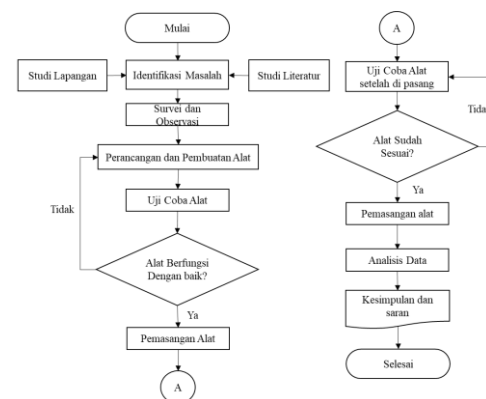 Mulai
Studi Lapangan
Identifikasi Masalah
Studi Literatur
Survei dan
Observasi
Perancangan dan Pembuatan Alat
Uji Coba Alat
Tidak
Alat Berfungsi
Dengan baik?
Ya
Pemasangan Alat
A
A
Uji Coba Alat
setelah di pasang
Tida
Alat Sudah
Sesuai?
Ya
Pemasangan alat
Analisis Data
Kesimpulan dan
saran
Selesai